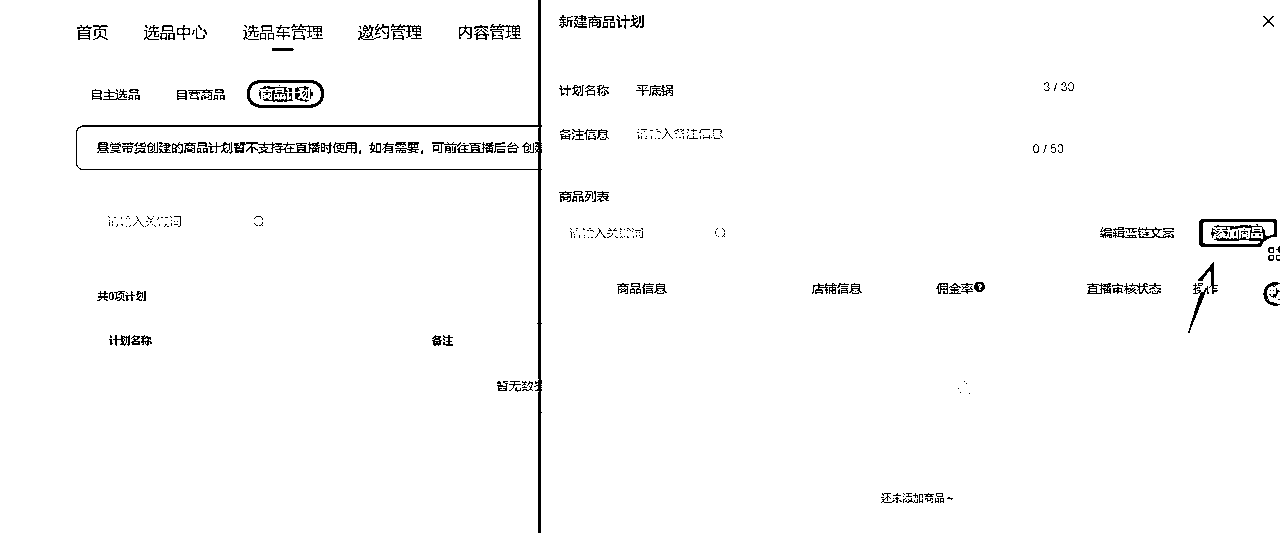 首页 选品中心 选品车管理 邀约管理 内容管理
自主选品 自营商品 商品计划
悬赏带货创建的商品计划暂不支持在直播时使用，如有需要，可前往直播后台 创建
请输入关键词
共0项计划
计划名称 备注
暂无数据
新建商品计划
计划名称 平底锅 3 / 30
备注信息 请输入备注信息
0 / 50
商品列表
请输入关键词 编辑蓝链文案 添加商品
商品信息 店铺信息 佣金率 直播审核状态 操作
还未添加商品~